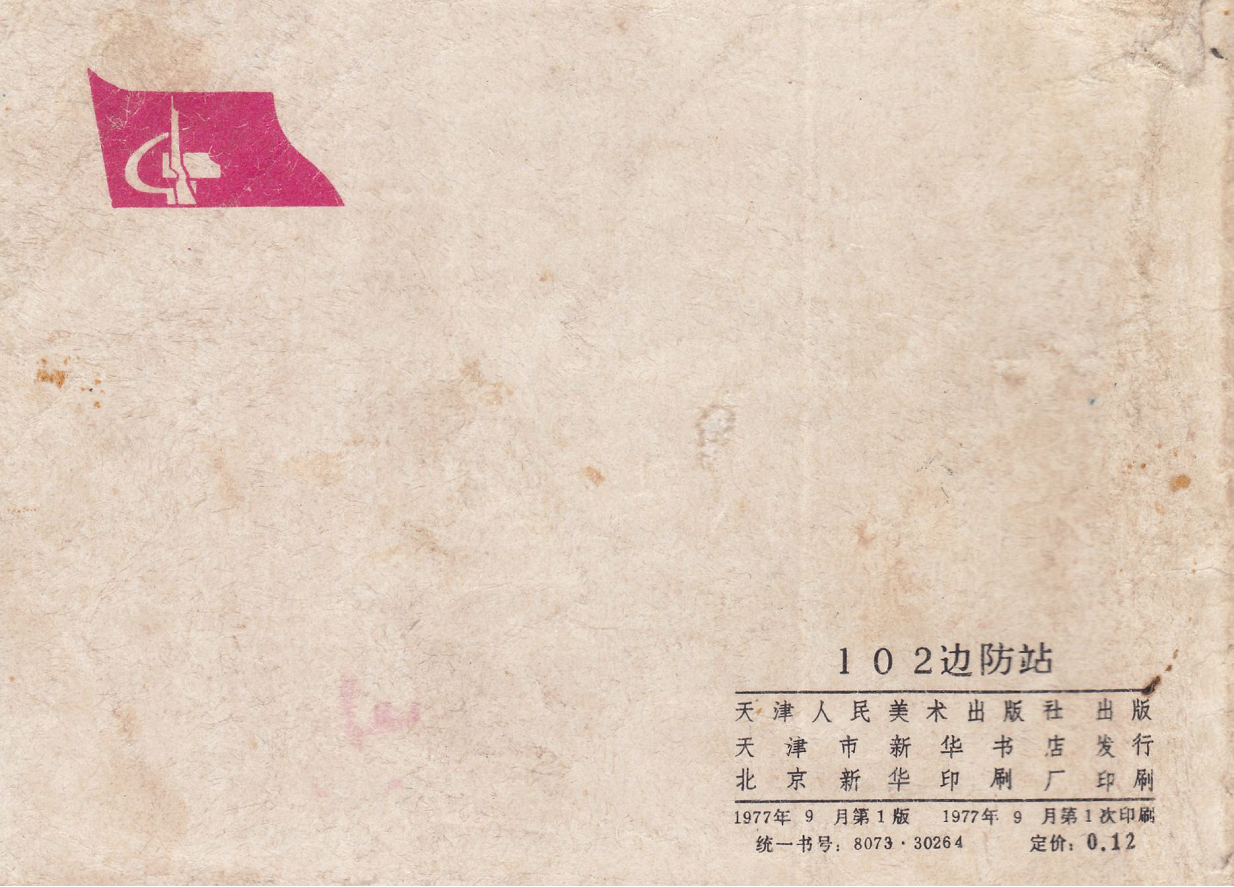 102边防站
天津人民美术出版社 出版
天津市新华书店发行
北京新华印刷厂 印刷
1977年9月第1版 1977年9月第1次印刷
统一书号:8073·30264 定价:0.12